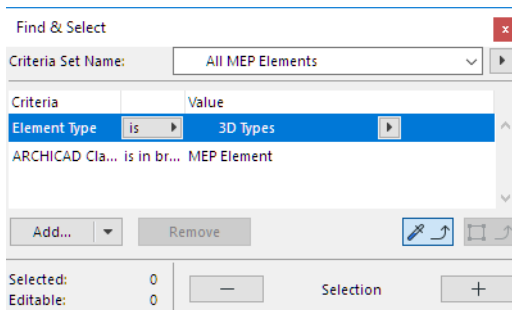 Find & Select
x
Criteria Set Name: All MEP Elements
Criteria Value
Element Type is 3D Types
ARCHICAD Cla... is in br... MEP Element
Add... Remove
Selected: 0
Editable: 0
Selection